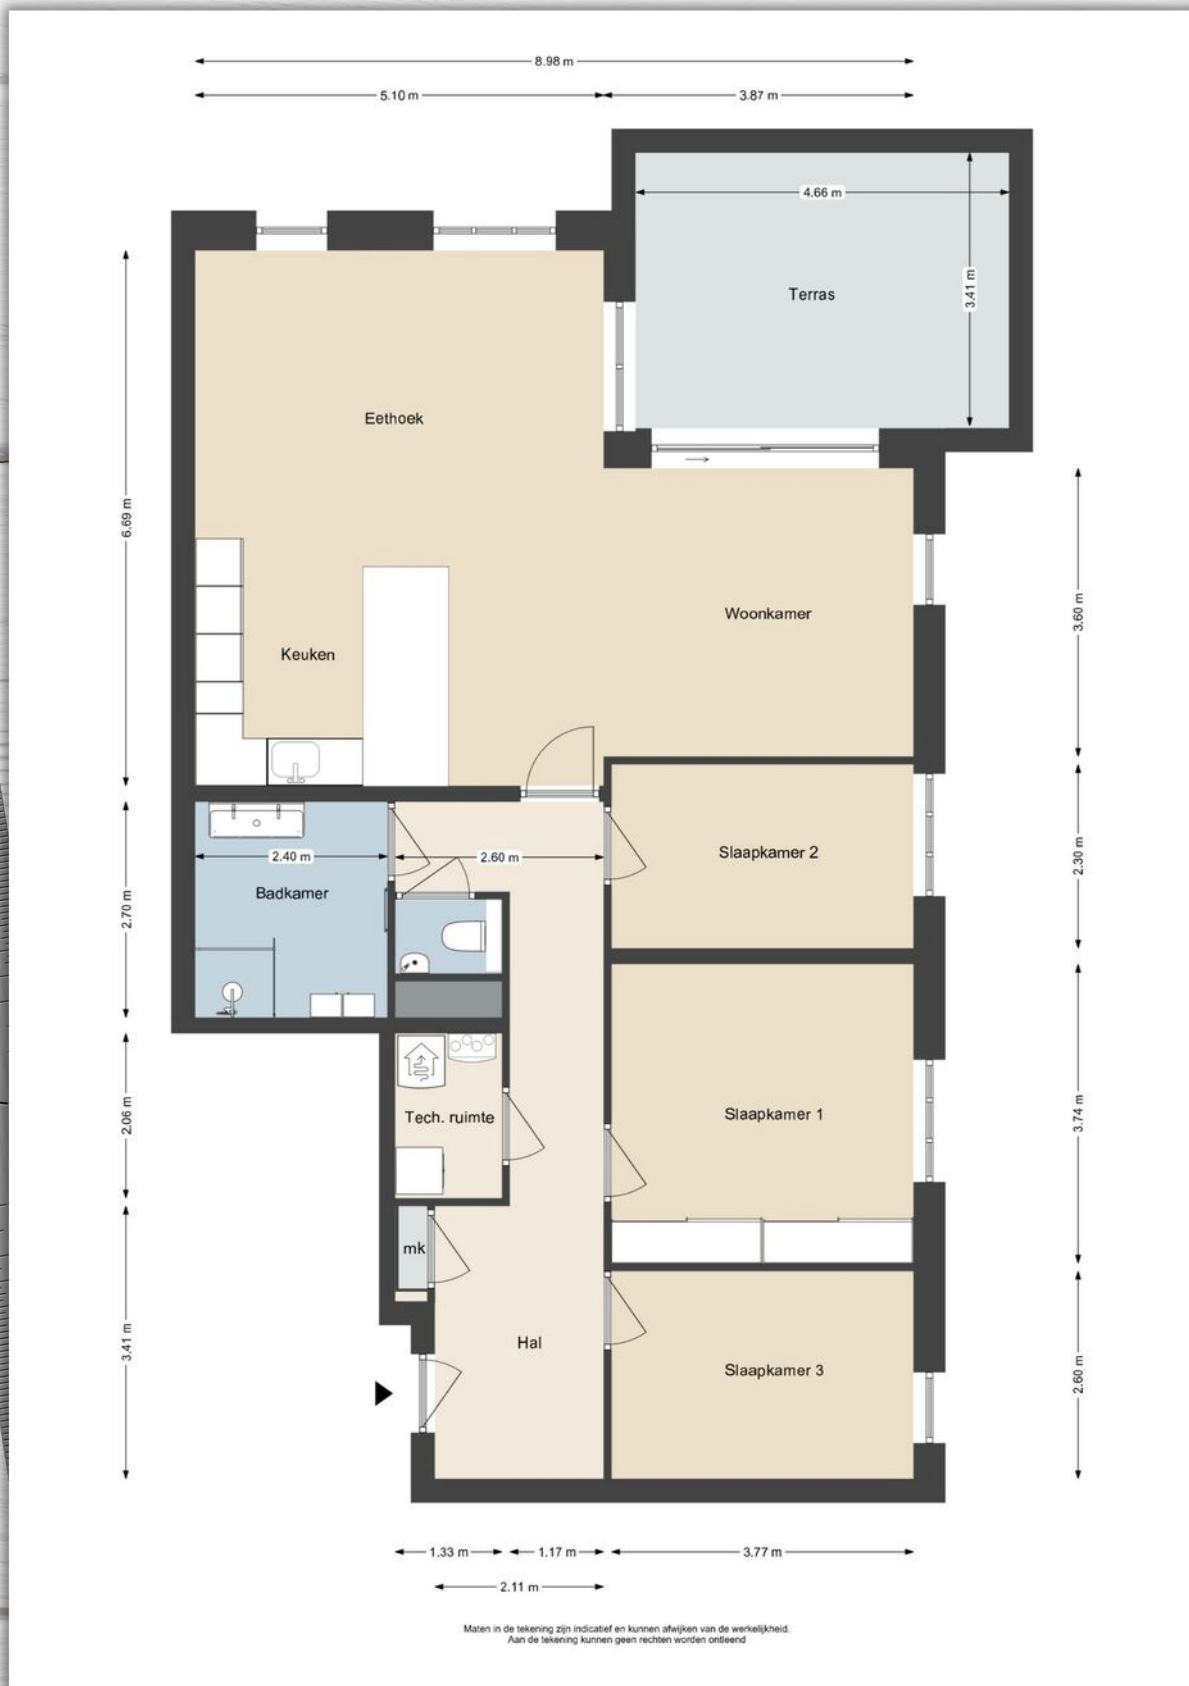 8.98 m
5.10 m
3.87 m
4.66 m
Terras
3.41 m
Eethoek
6.69 m
Woonkamer
3.60 m
Keuken
2.40 m
2.60 m
Slaapkamer 2
2.30 m
Badkamer
2.70 m
Tech. ruimte
2.06 m
Slaapkamer 1
3.74 m
mk
Hal
3.41 m
Slaapkamer 3
2.60 m
1.33 m
1.17 m
3.77 m
2.11 m
Maten in de tekening zijn indicatief en kunnen afwijken van de werkelijkheid.
Aan de tekening kunnen geen rechten worden ontleend